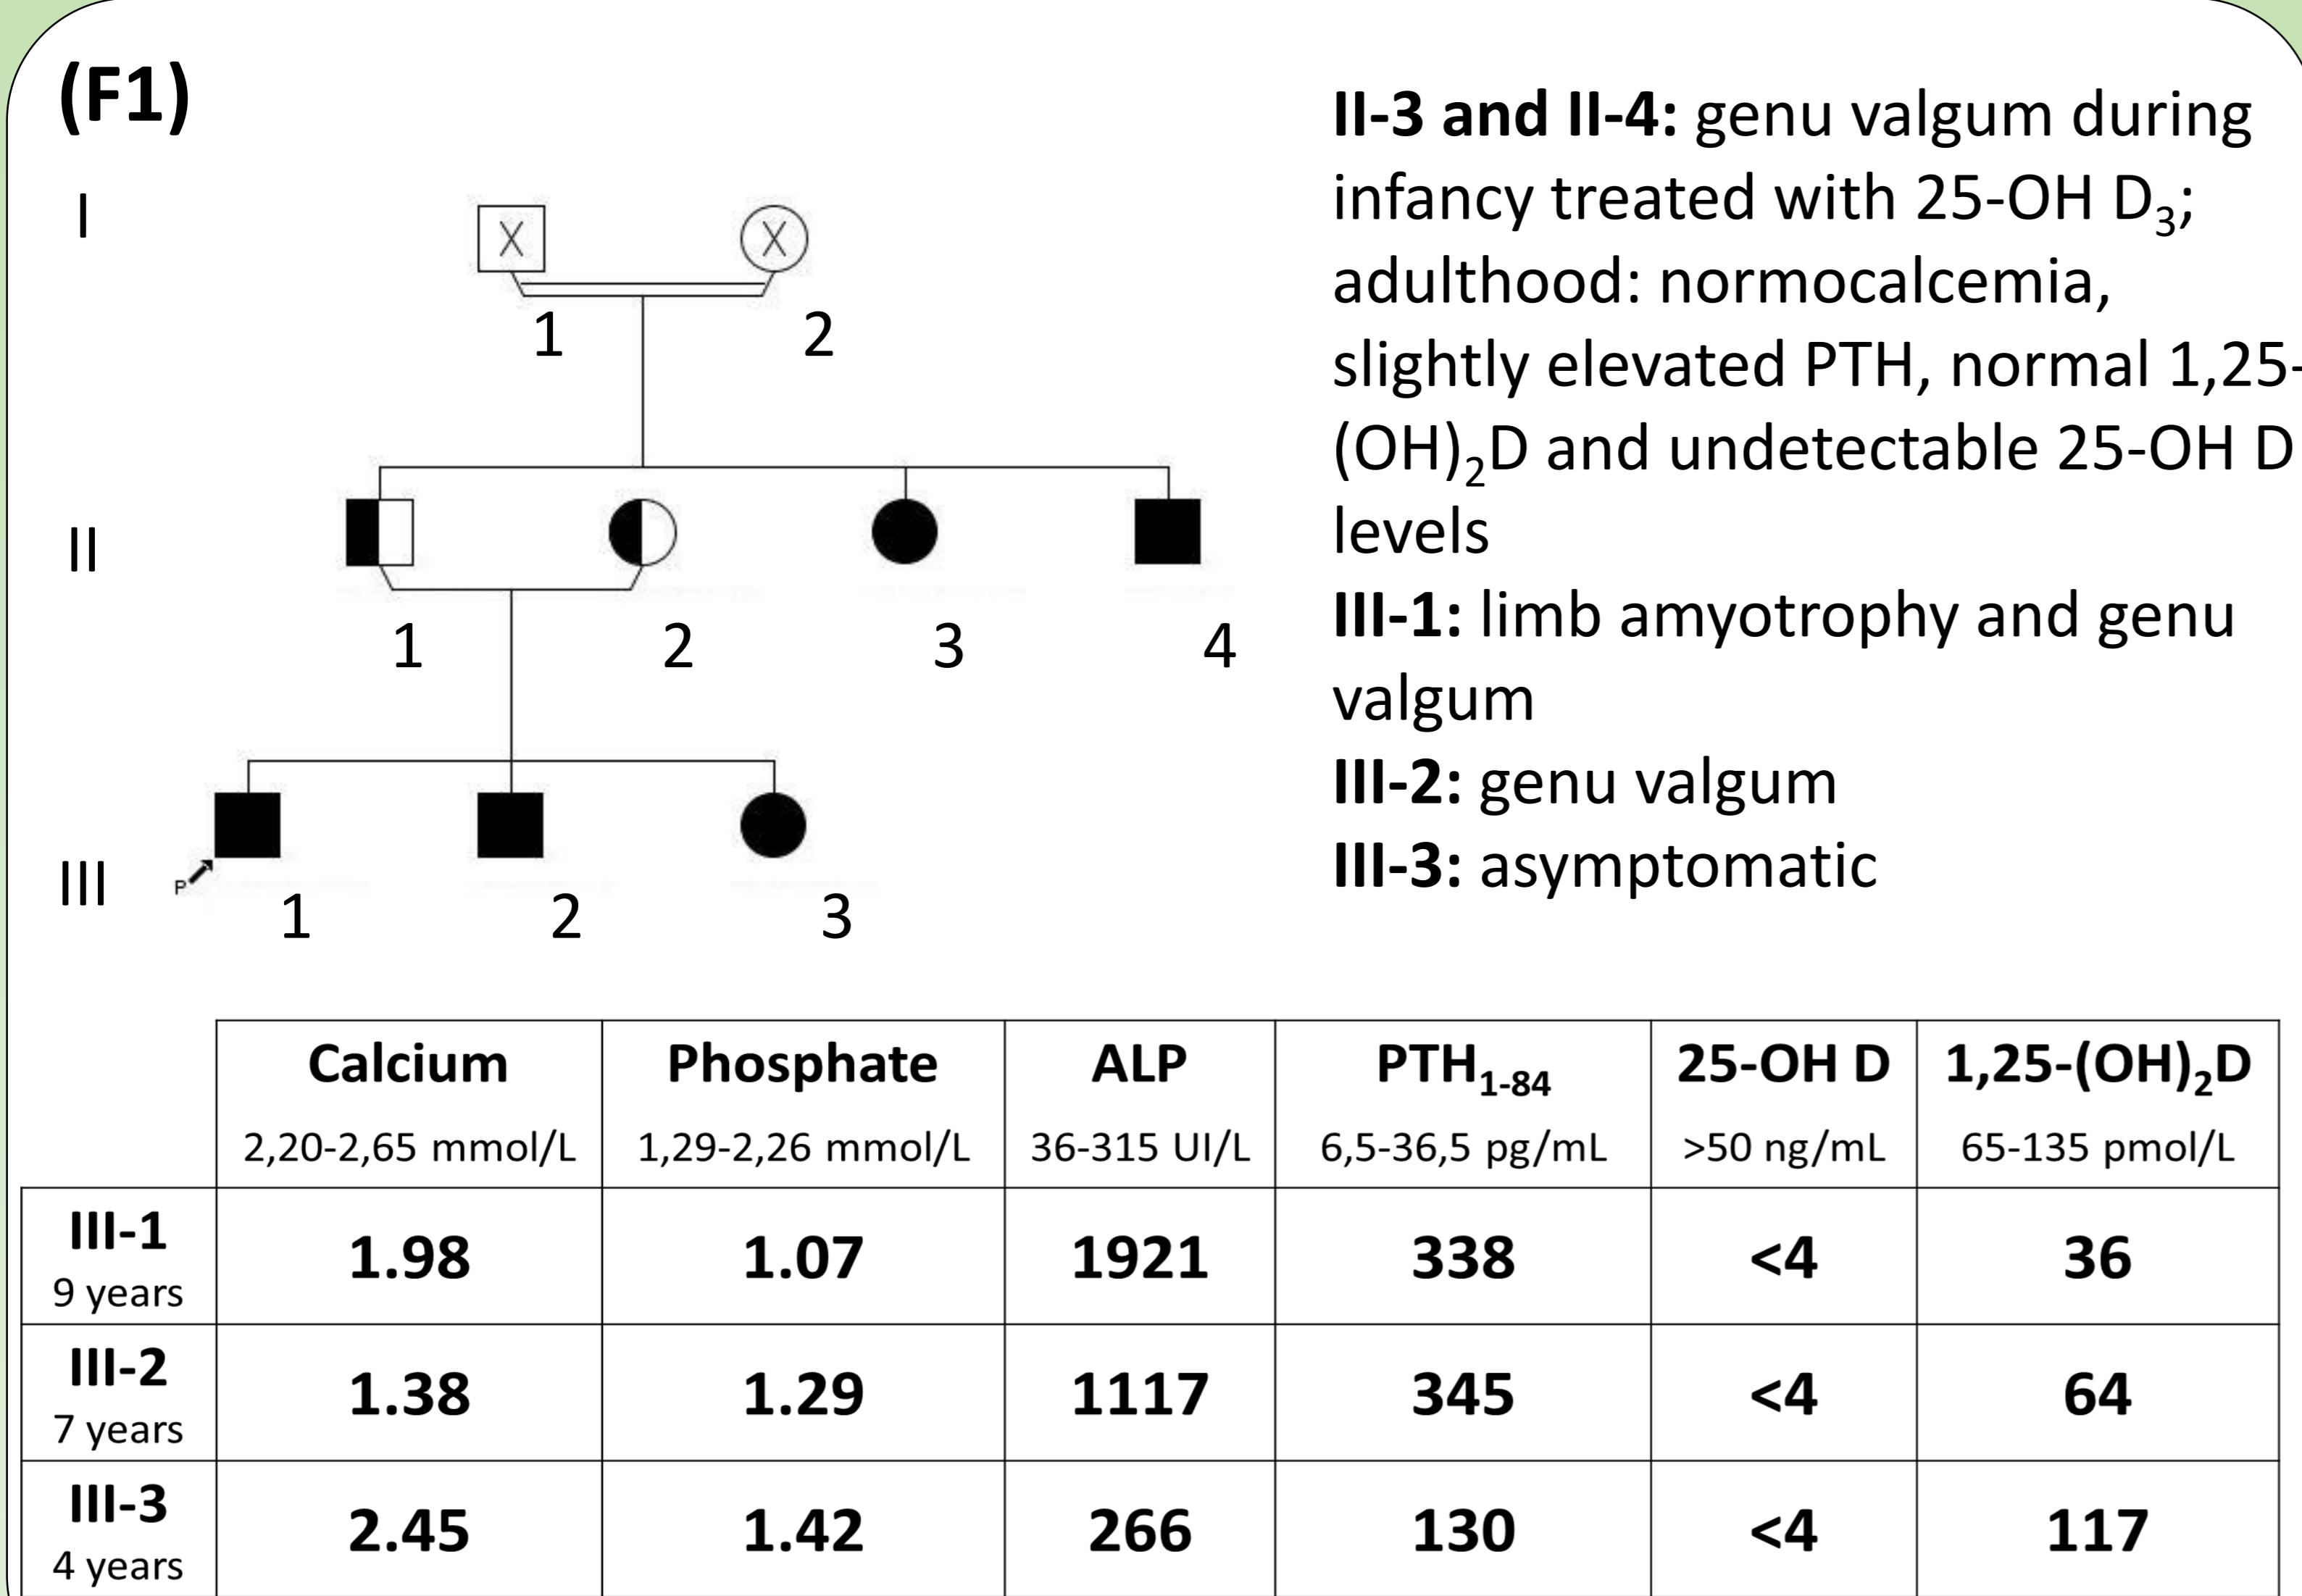 (F1)
I
X X
1 2
II
1 2 3 4
III
P
1 2 3
II-3 and II-4: genu valgum during
infancy treated with 25-OH D₃;
adulthood: normocalcemia,
slightly elevated PTH, normal 1,25-
(OH)₂D and undetectable 25-OH D
levels
III-1: limb amyotrophy and genu
valgum
III-2: genu valgum
III-3: asymptomatic
Calcium Phosphate ALP PTH₁₋₈₄ 25-OH D 1,25-(OH)₂D
2,20-2,65 mmol/L 1,29-2,26 mmol/L 36-315 UI/L 6,5-36,5 pg/mL >50 ng/mL 65-135 pmol/L
III-1 1.98 1.07 1921 338 <4 36
9 years
III-2 1.38 1.29 1117 345 <4 64
7 years
III-3 2.45 1.42 266 130 <4 117
4 years